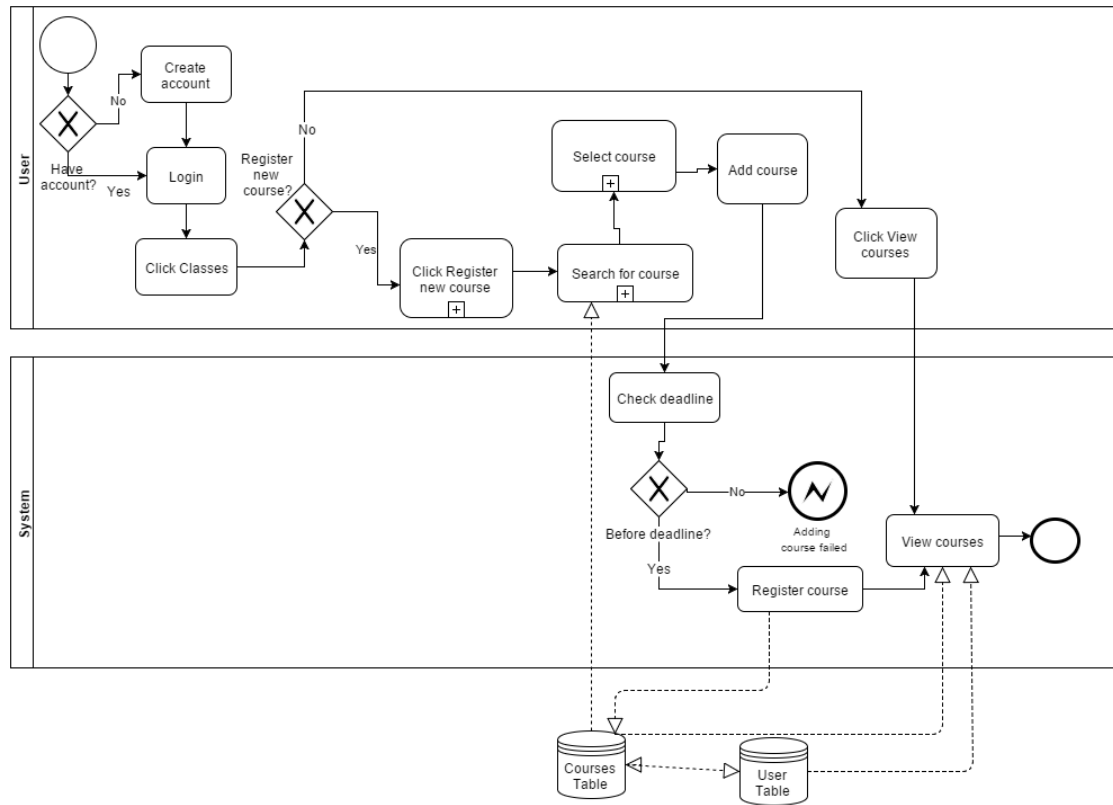 User
Create
account
No
Have
account?
Yes
Login
Click Classes
Register
new
course?
No
Yes
Click Register
new course
Search for course
Select course
Add course
Click View
courses
System
Check deadline
Before deadline?
No
Adding
course failed
Yes
Register course
View courses
Courses
Table
User
Table